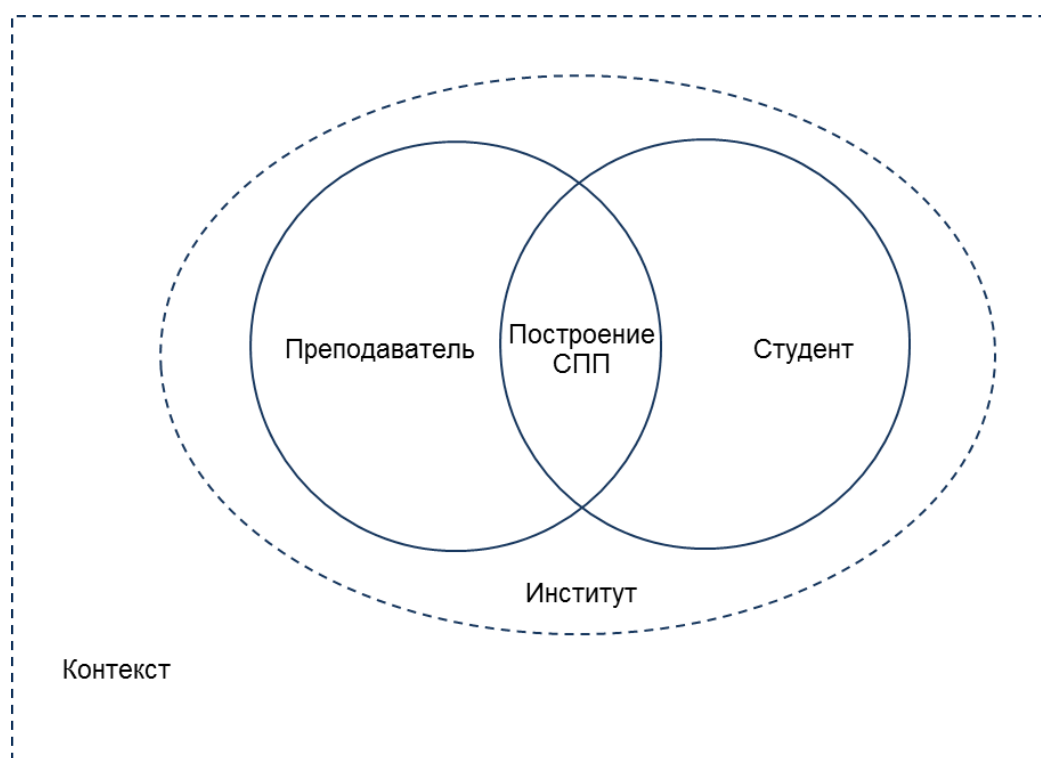 Преподаватель
Построение
СПП
Студент
Институт
Контекст